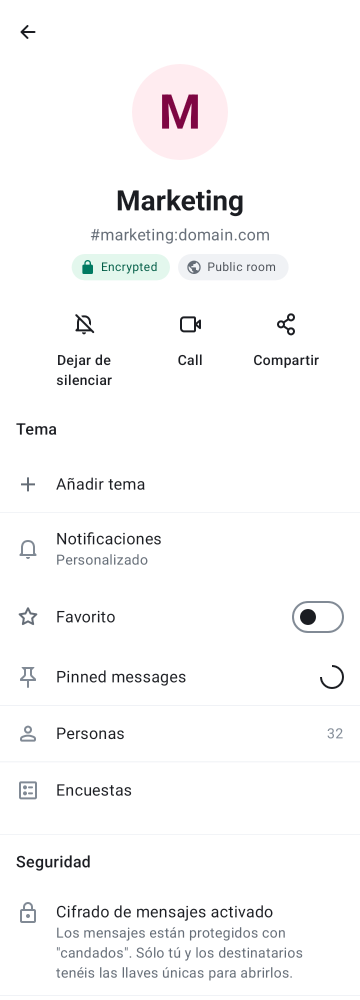 M
Marketing
#marketing:domain.com
Encrypted
Public room
Dejar de
silenciar
Call
Compartir
Tema
Añadir tema
Notificaciones
Personalizado
Favorito
Pinned messages
Personas 32
Encuestas
Seguridad
Cifrado de mensajes activado
Los mensajes están protegidos con
"candados". Sólo tú y los destinatarios
tenéis las llaves únicas para abrirlos.